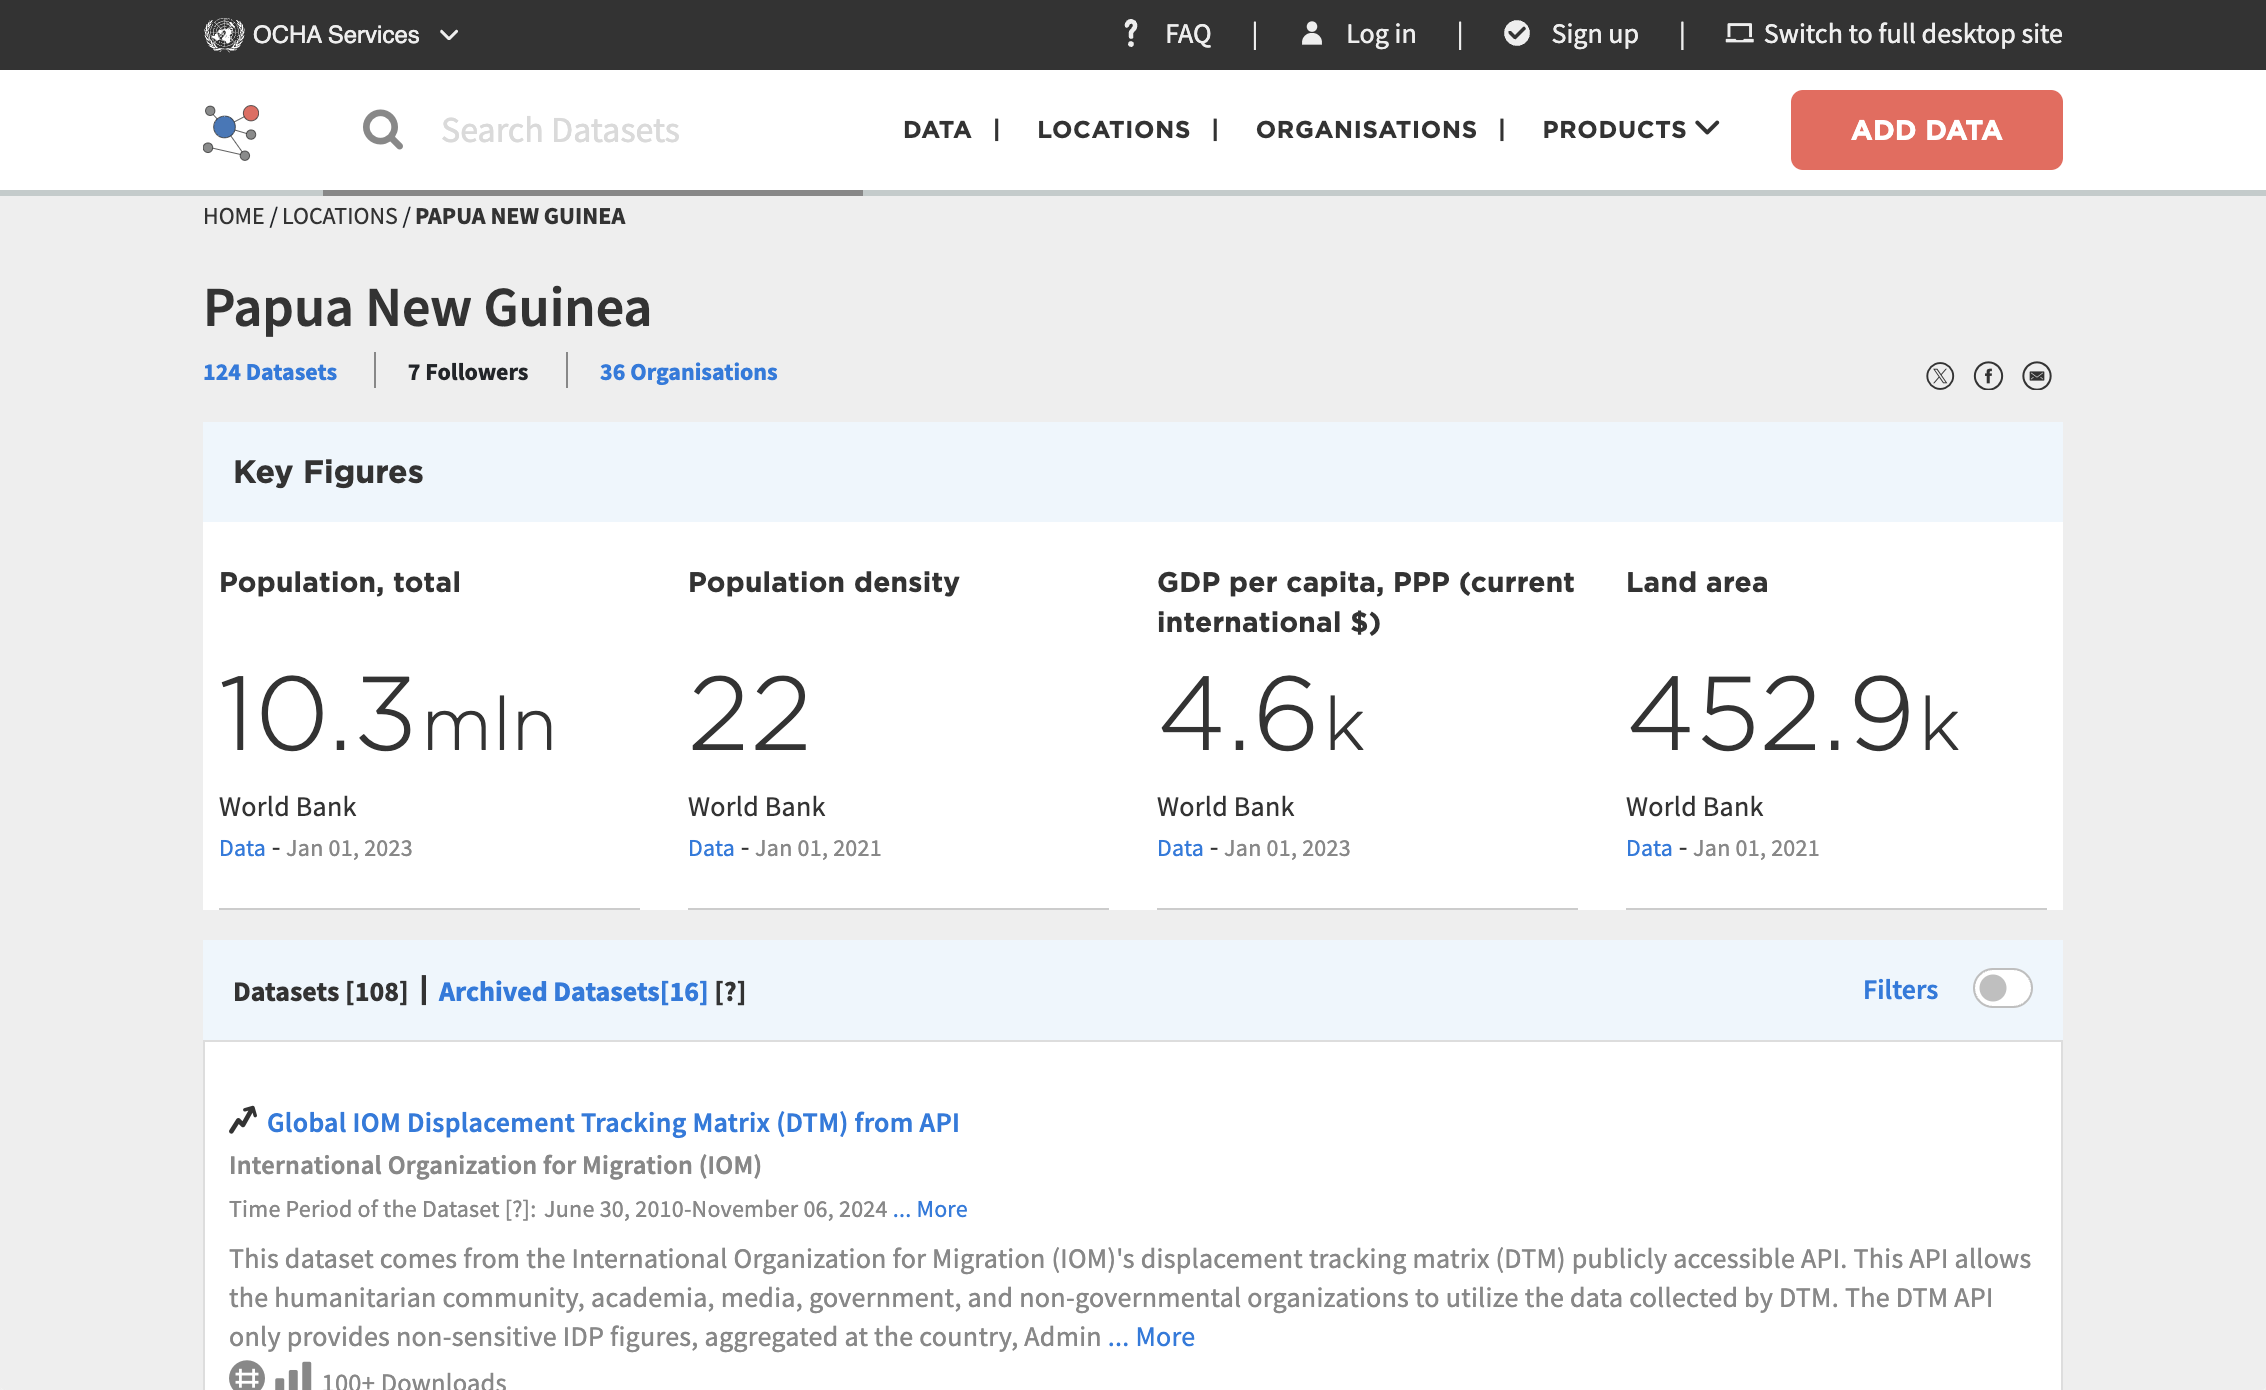 OCHA Services
? FAQ | Log in | Sign up | Switch to full desktop site
Search Datasets
DATA | LOCATIONS | ORGANISATIONS | PRODUCTS
ADD DATA
HOME / LOCATIONS / PAPUA NEW GUINEA
Papua New Guinea
124 Datasets | 7 Followers | 36 Organisations
Key Figures
Population, total
10.3mln
World Bank
Data - Jan 01, 2023
Population density
22
World Bank
Data - Jan 01, 2021
GDP per capita, PPP (current
international $)
4.6k
World Bank
Data - Jan 01, 2023
Land area
452.9k
World Bank
Data - Jan 01, 2021
Datasets [108] | Archived Datasets[16] [?]
Filters
Global IOM Displacement Tracking Matrix (DTM) from API
International Organization for Migration (IOM)
Time Period of the Dataset [?]: June 30, 2010-November 06, 2024 ... More
This dataset comes from the International Organization for Migration (IOM)'s displacement tracking matrix (DTM) publicly accessible API. This API allows
the humanitarian community, academia, media, government, and non-governmental organizations to utilize the data collected by DTM. The DTM API
only provides non-sensitive IDP figures, aggregated at the country, Admin ... More
100+ Downloads